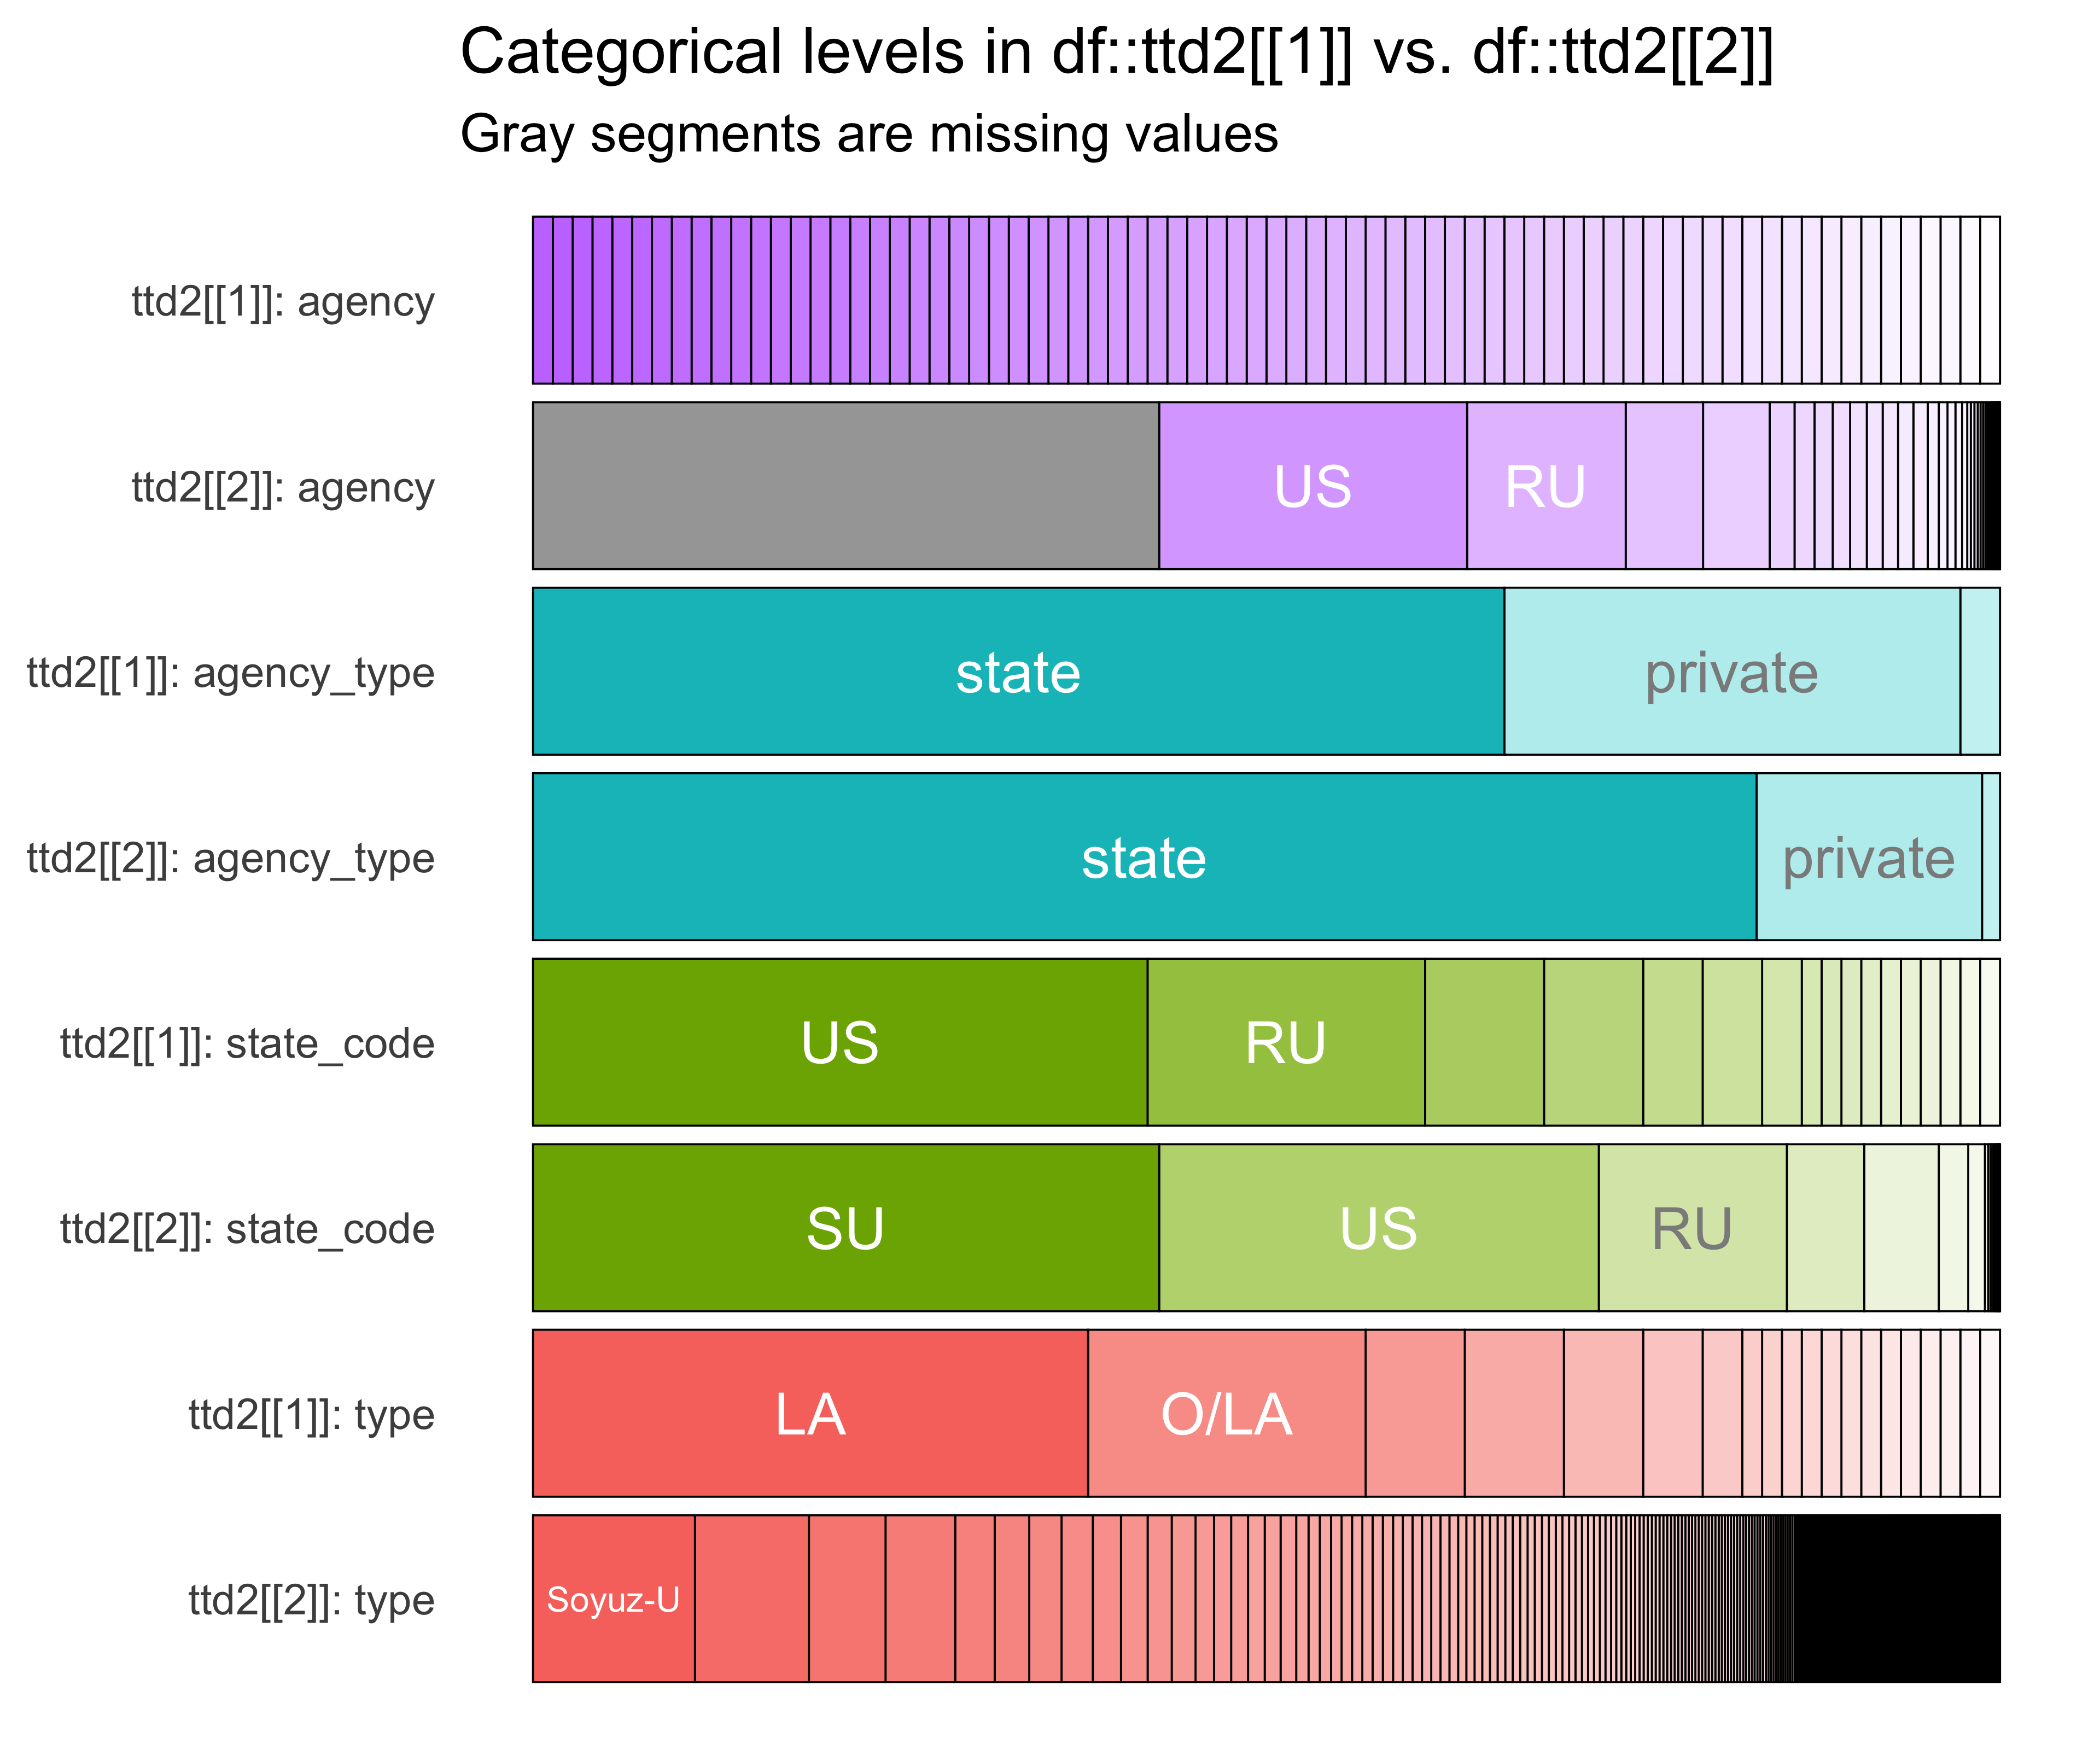 Categorical levels in df::ttd2[[1]] vs. df::ttd2[[2]]
Gray segments are missing values
ttd2[[1]]: agency
ttd2[[2]]: agency
US
RU
ttd2[[1]]: agency_type
state
private
ttd2[[2]]: agency_type
state
private
ttd2[[1]]: state_code
US
RU
ttd2[[2]]: state_code
SU
US
RU
ttd2[[1]]: type
LA
O/LA
ttd2[[2]]: type
Soyuz-U